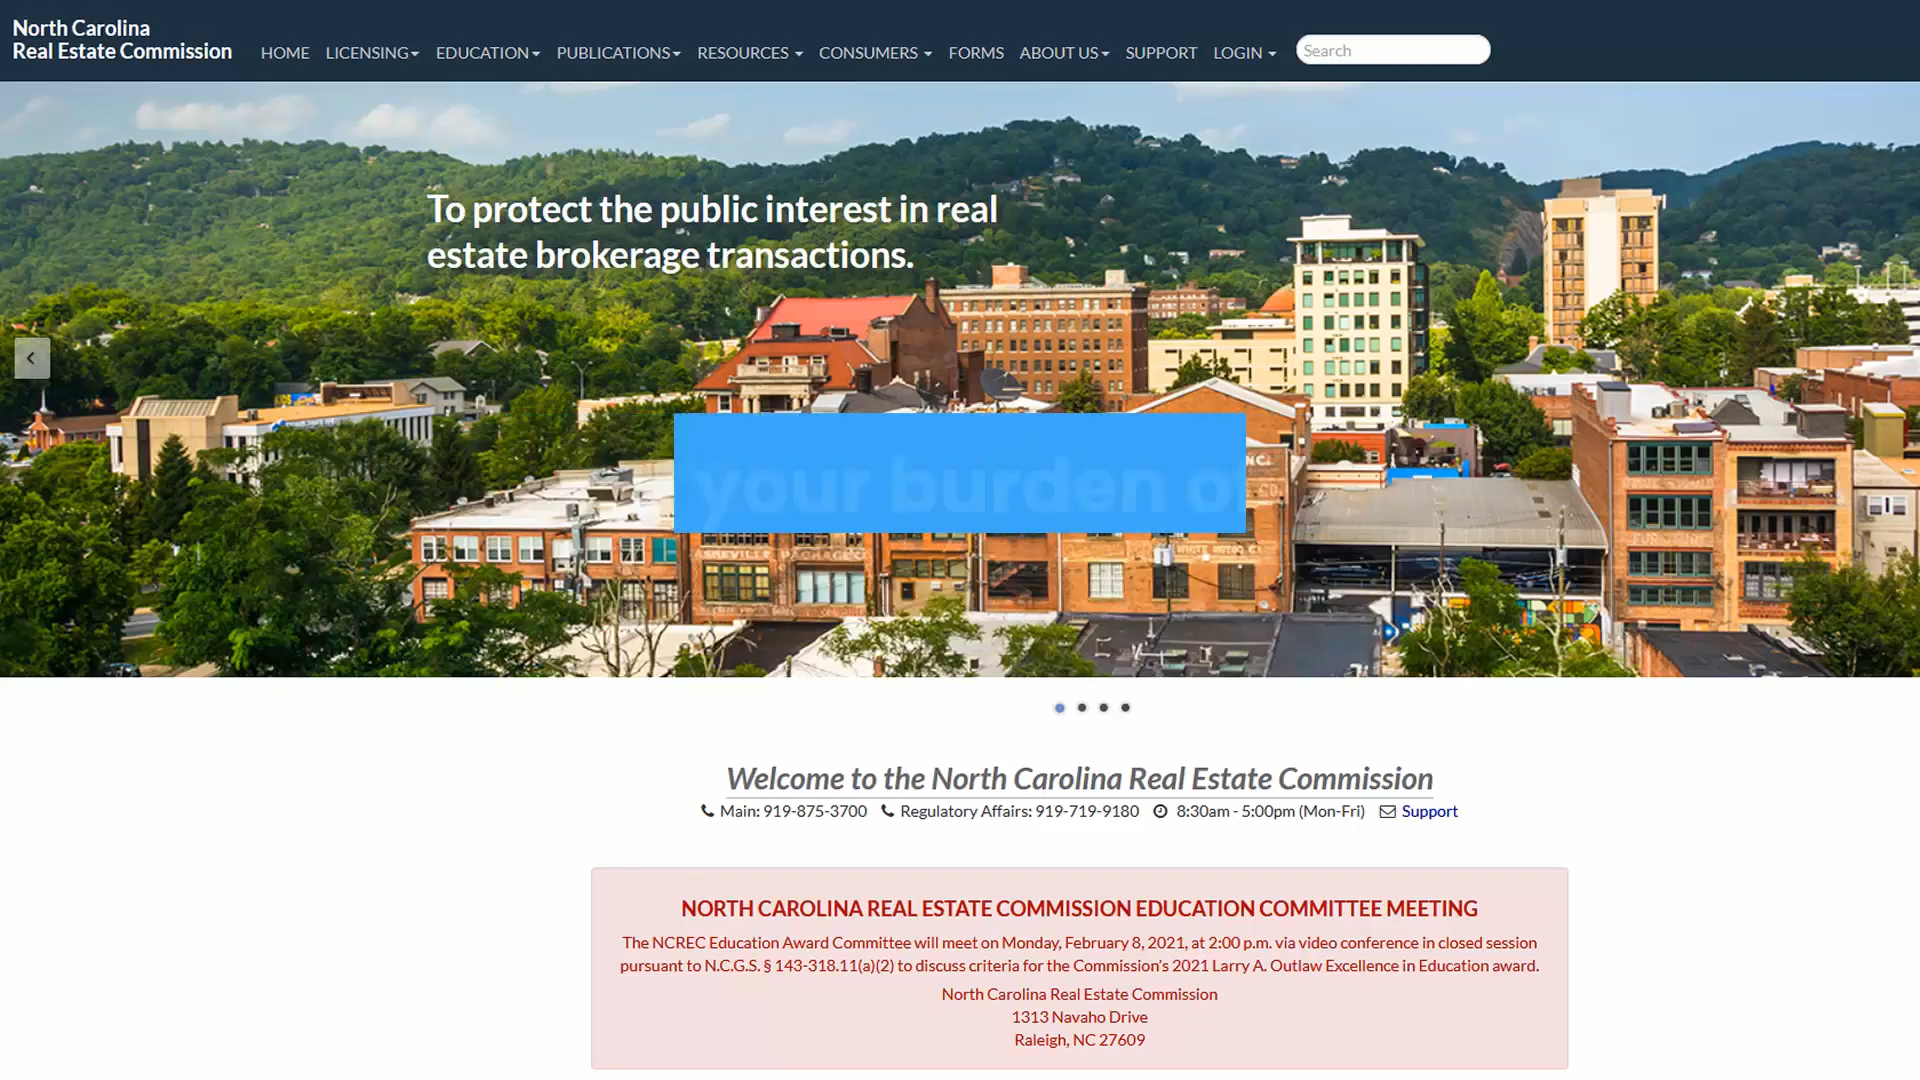 North Carolina
Real Estate Commission
HOME LICENSING EDUCATION PUBLICATIONS RESOURCES CONSUMERS FORMS ABOUT US SUPPORT LOGIN Search
To protect the public interest in real
estate brokerage transactions.
your burden of
ASHEVILLE PACKAGE CO
Welcome to the North Carolina Real Estate Commission
Main: 919-875-3700 Regulatory Affairs: 919-719-9180 8:30am - 5:00pm (Mon-Fri) Support
NORTH CAROLINA REAL ESTATE COMMISSION EDUCATION COMMITTEE MEETING
The NCREC Education Award Committee will meet on Monday, February 8, 2021, at 2:00 p.m. via video conference in closed session
pursuant to N.C.G.S. § 143-318.11(a)(2) to discuss criteria for the Commission's 2021 Larry A. Outlaw Excellence in Education award.
North Carolina Real Estate Commission
1313 Navaho Drive
Raleigh, NC 27609